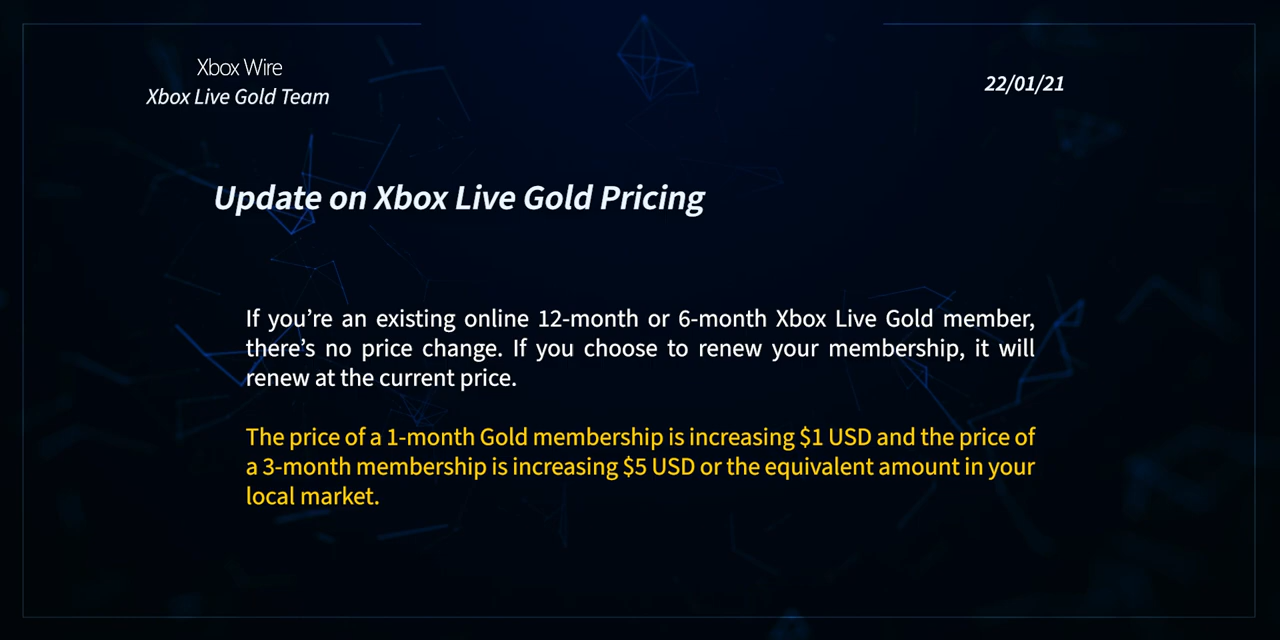 Xbox Wire
Xbox Live Gold Team
22/01/21
Update on Xbox Live Gold Pricing
If you’re an existing online 12-month or 6-month Xbox Live Gold member,
there’s no price change. If you choose to renew your membership, it will
renew at the current price.
The price of a 1-month Gold membership is increasing $1 USD and the price of
a 3-month membership is increasing $5 USD or the equivalent amount in your
local market.